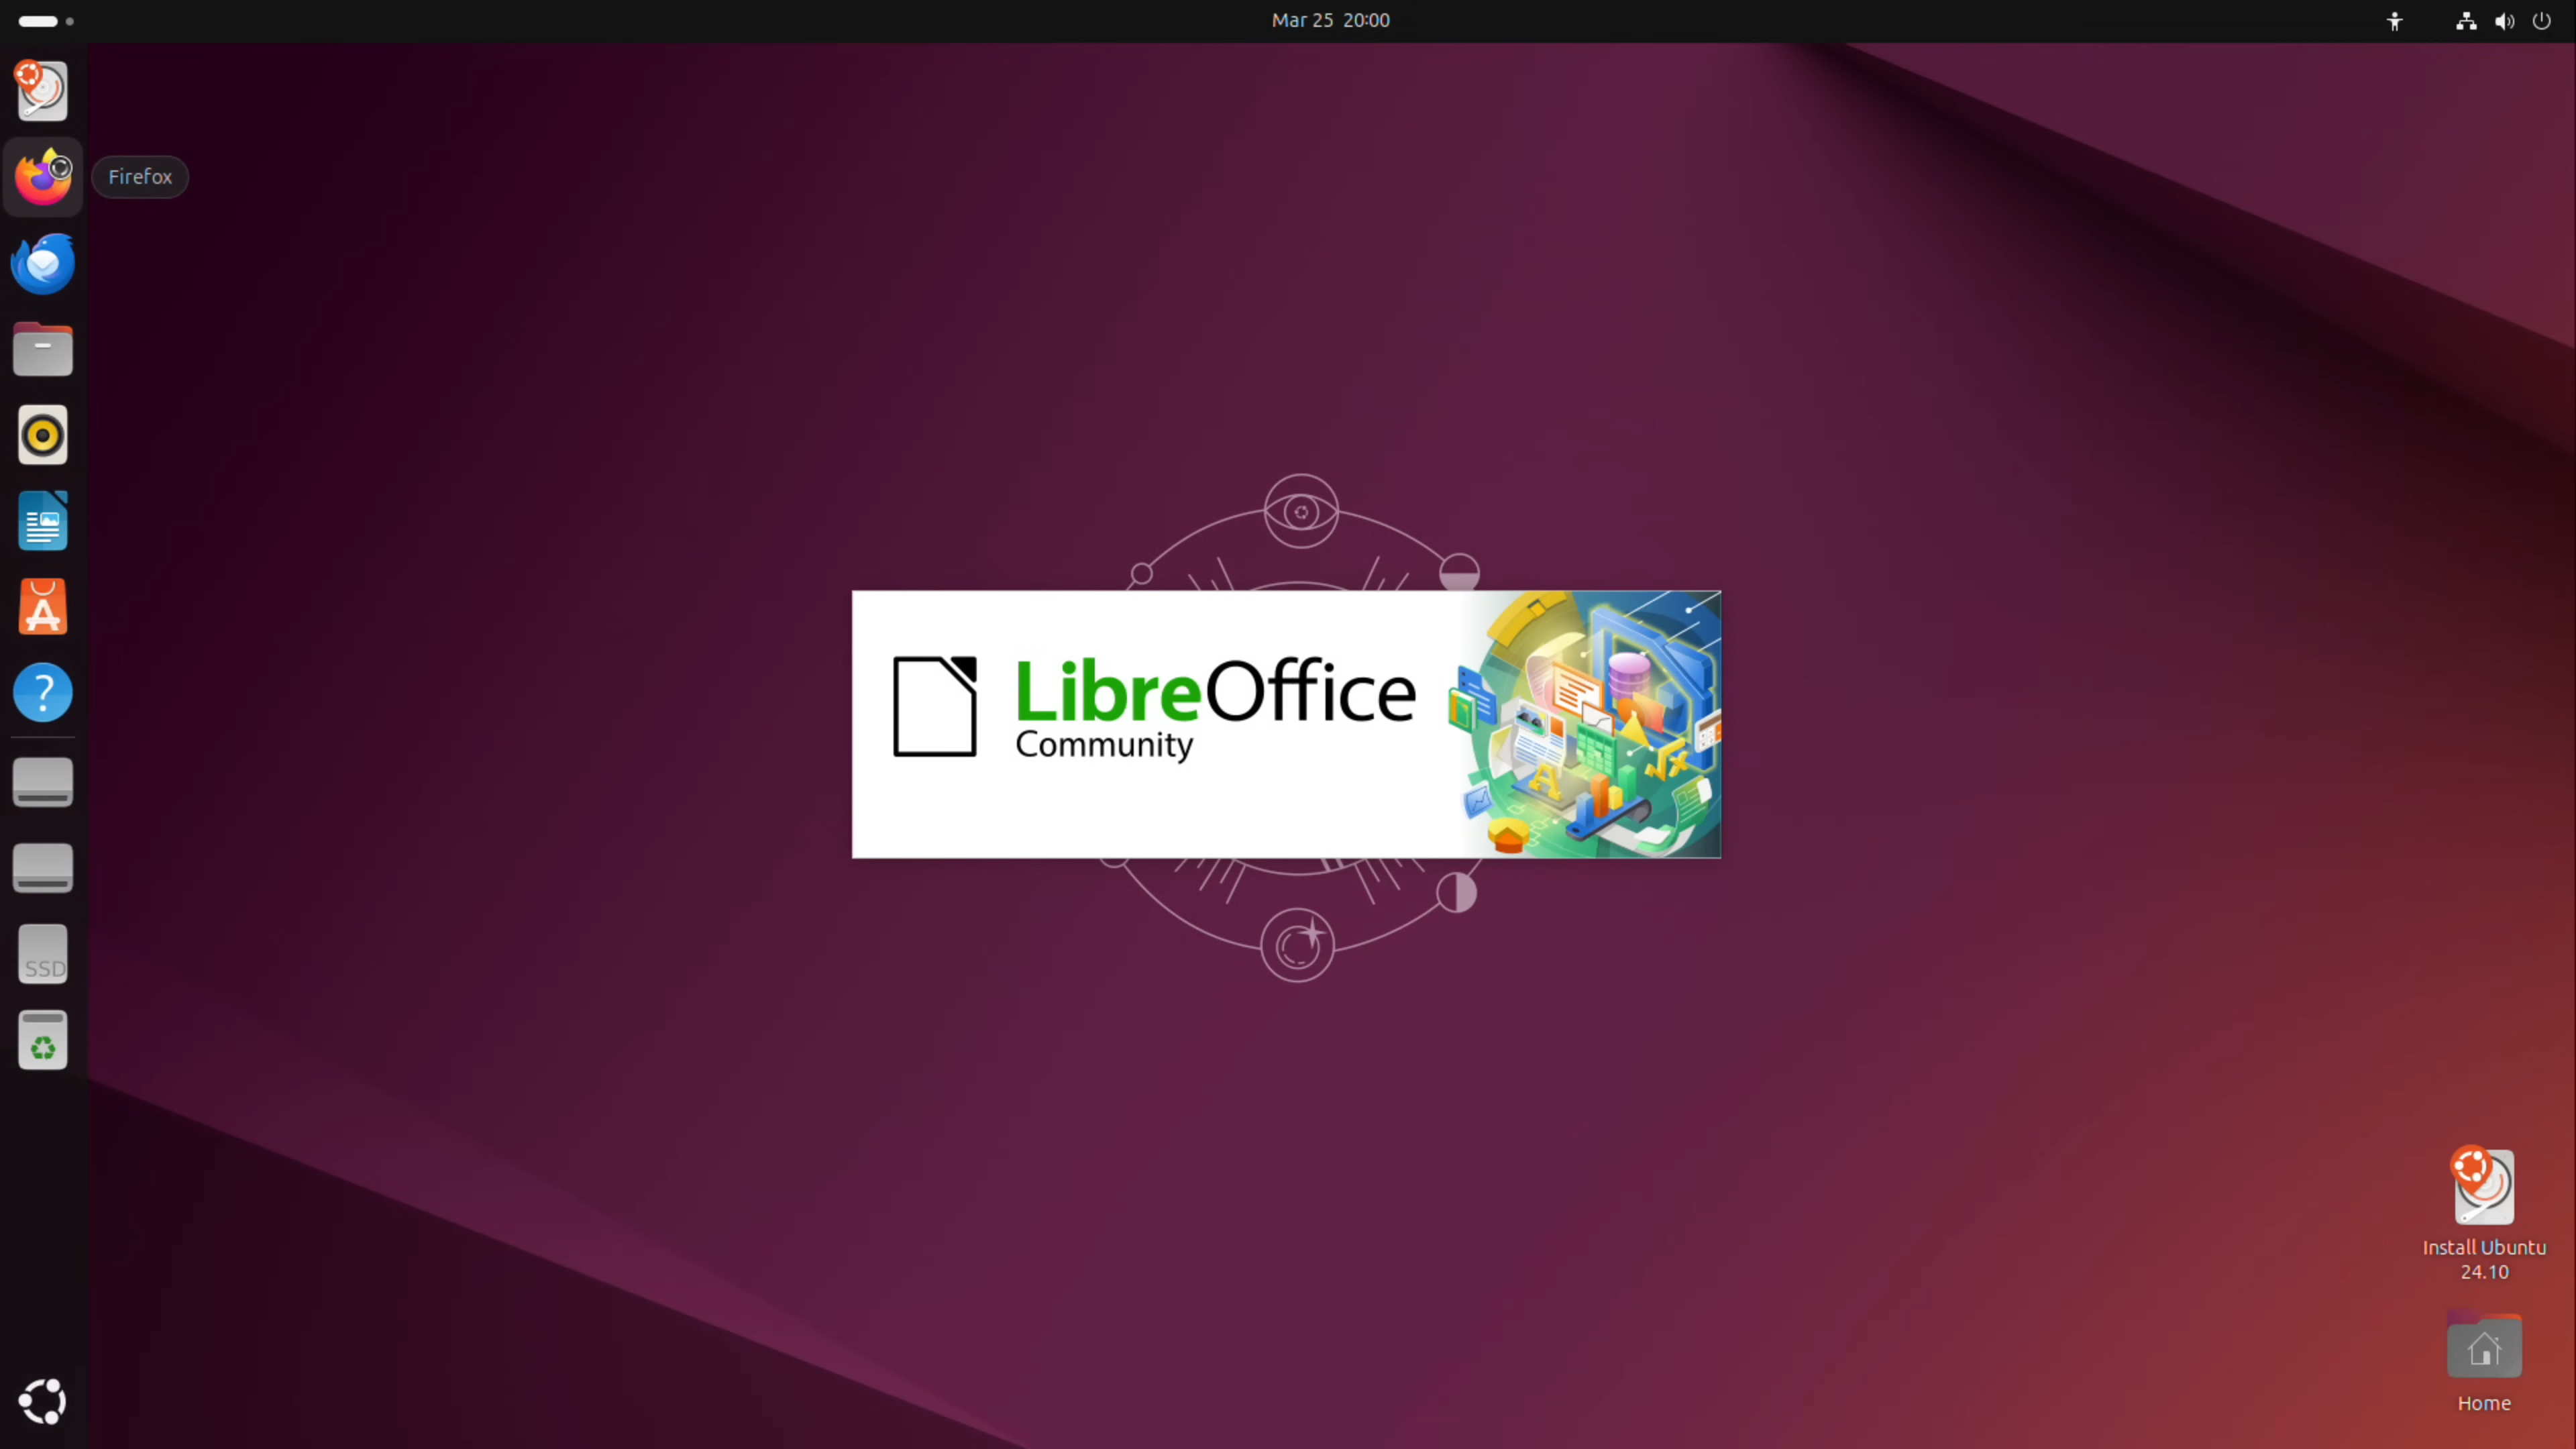 Mar 25 20:00
Firefox
LibreOffice
Community
SSD
Install Ubuntu
24.10
Home